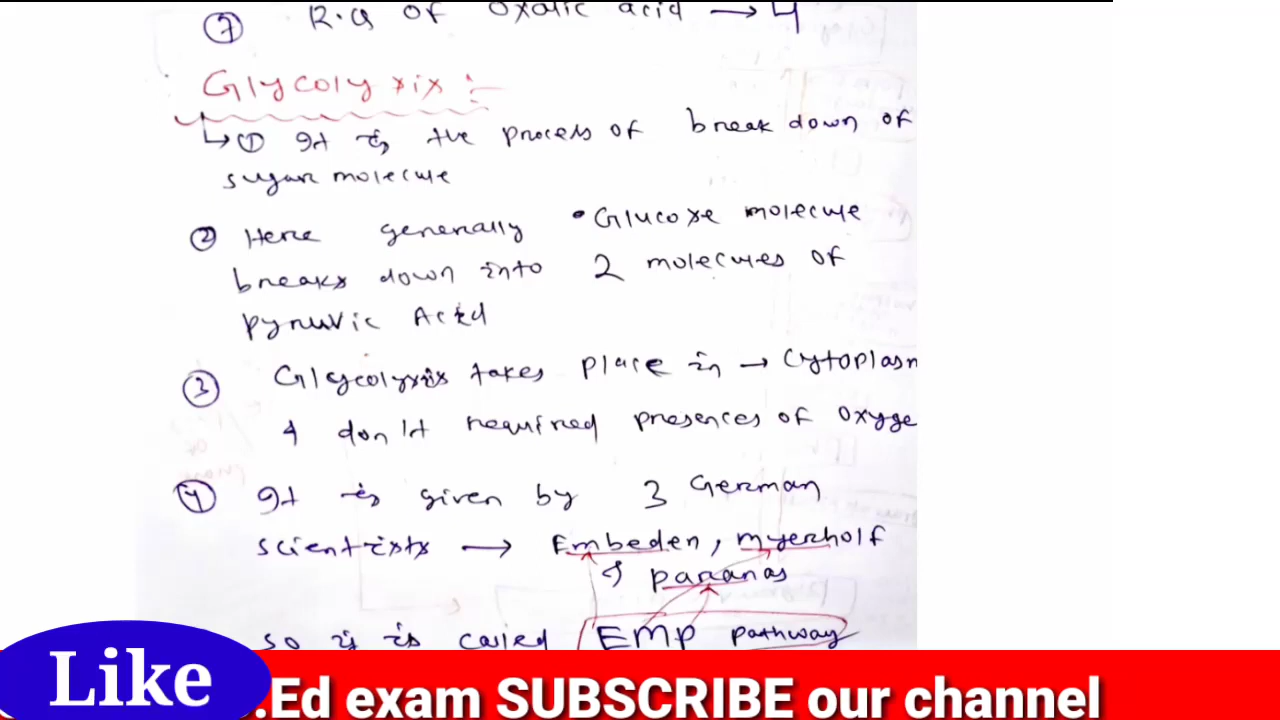 ⑦ R.Q of Oxalic acid → 4
Glycolysis :-
↳ ① It is the process of break down of
sugar molecule
② Here generally • Glucose molecule
breaks down into 2 molecules of
pyruvic Acid
③ Glycolysis takes place in → Cytoplasm
& don't required presences of oxyge
④ It is given by 3 German
scientists → Embeden, myerholf
& paranas
so it is called EMP pathway
Like
.Ed exam SUBSCRIBE our channel